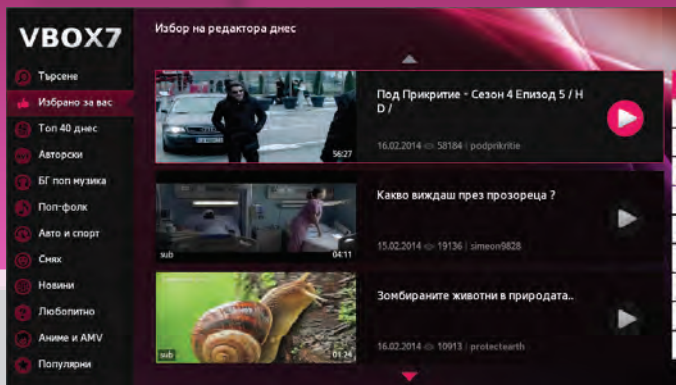 VBOX7
Избор на редактора днес
Търсене
Избрано за вас
Топ 40 днес
Авторски
БГ поп музика
Поп-фолк
Авто и спорт
Смях
Новини
Любопитно
Аниме и AMV
Популярни
56:27
Под Прикритие - Сезон 4 Епизод 5 / H
D /
16.02.2014 58184 | podprikritie
sub 04:11
Какво виждаш през прозореца ?
15.02.2014 19136 | simeon9828
sub 01:24
Зомбираните животни в природата..
16.02.2014 10913 | protectearth